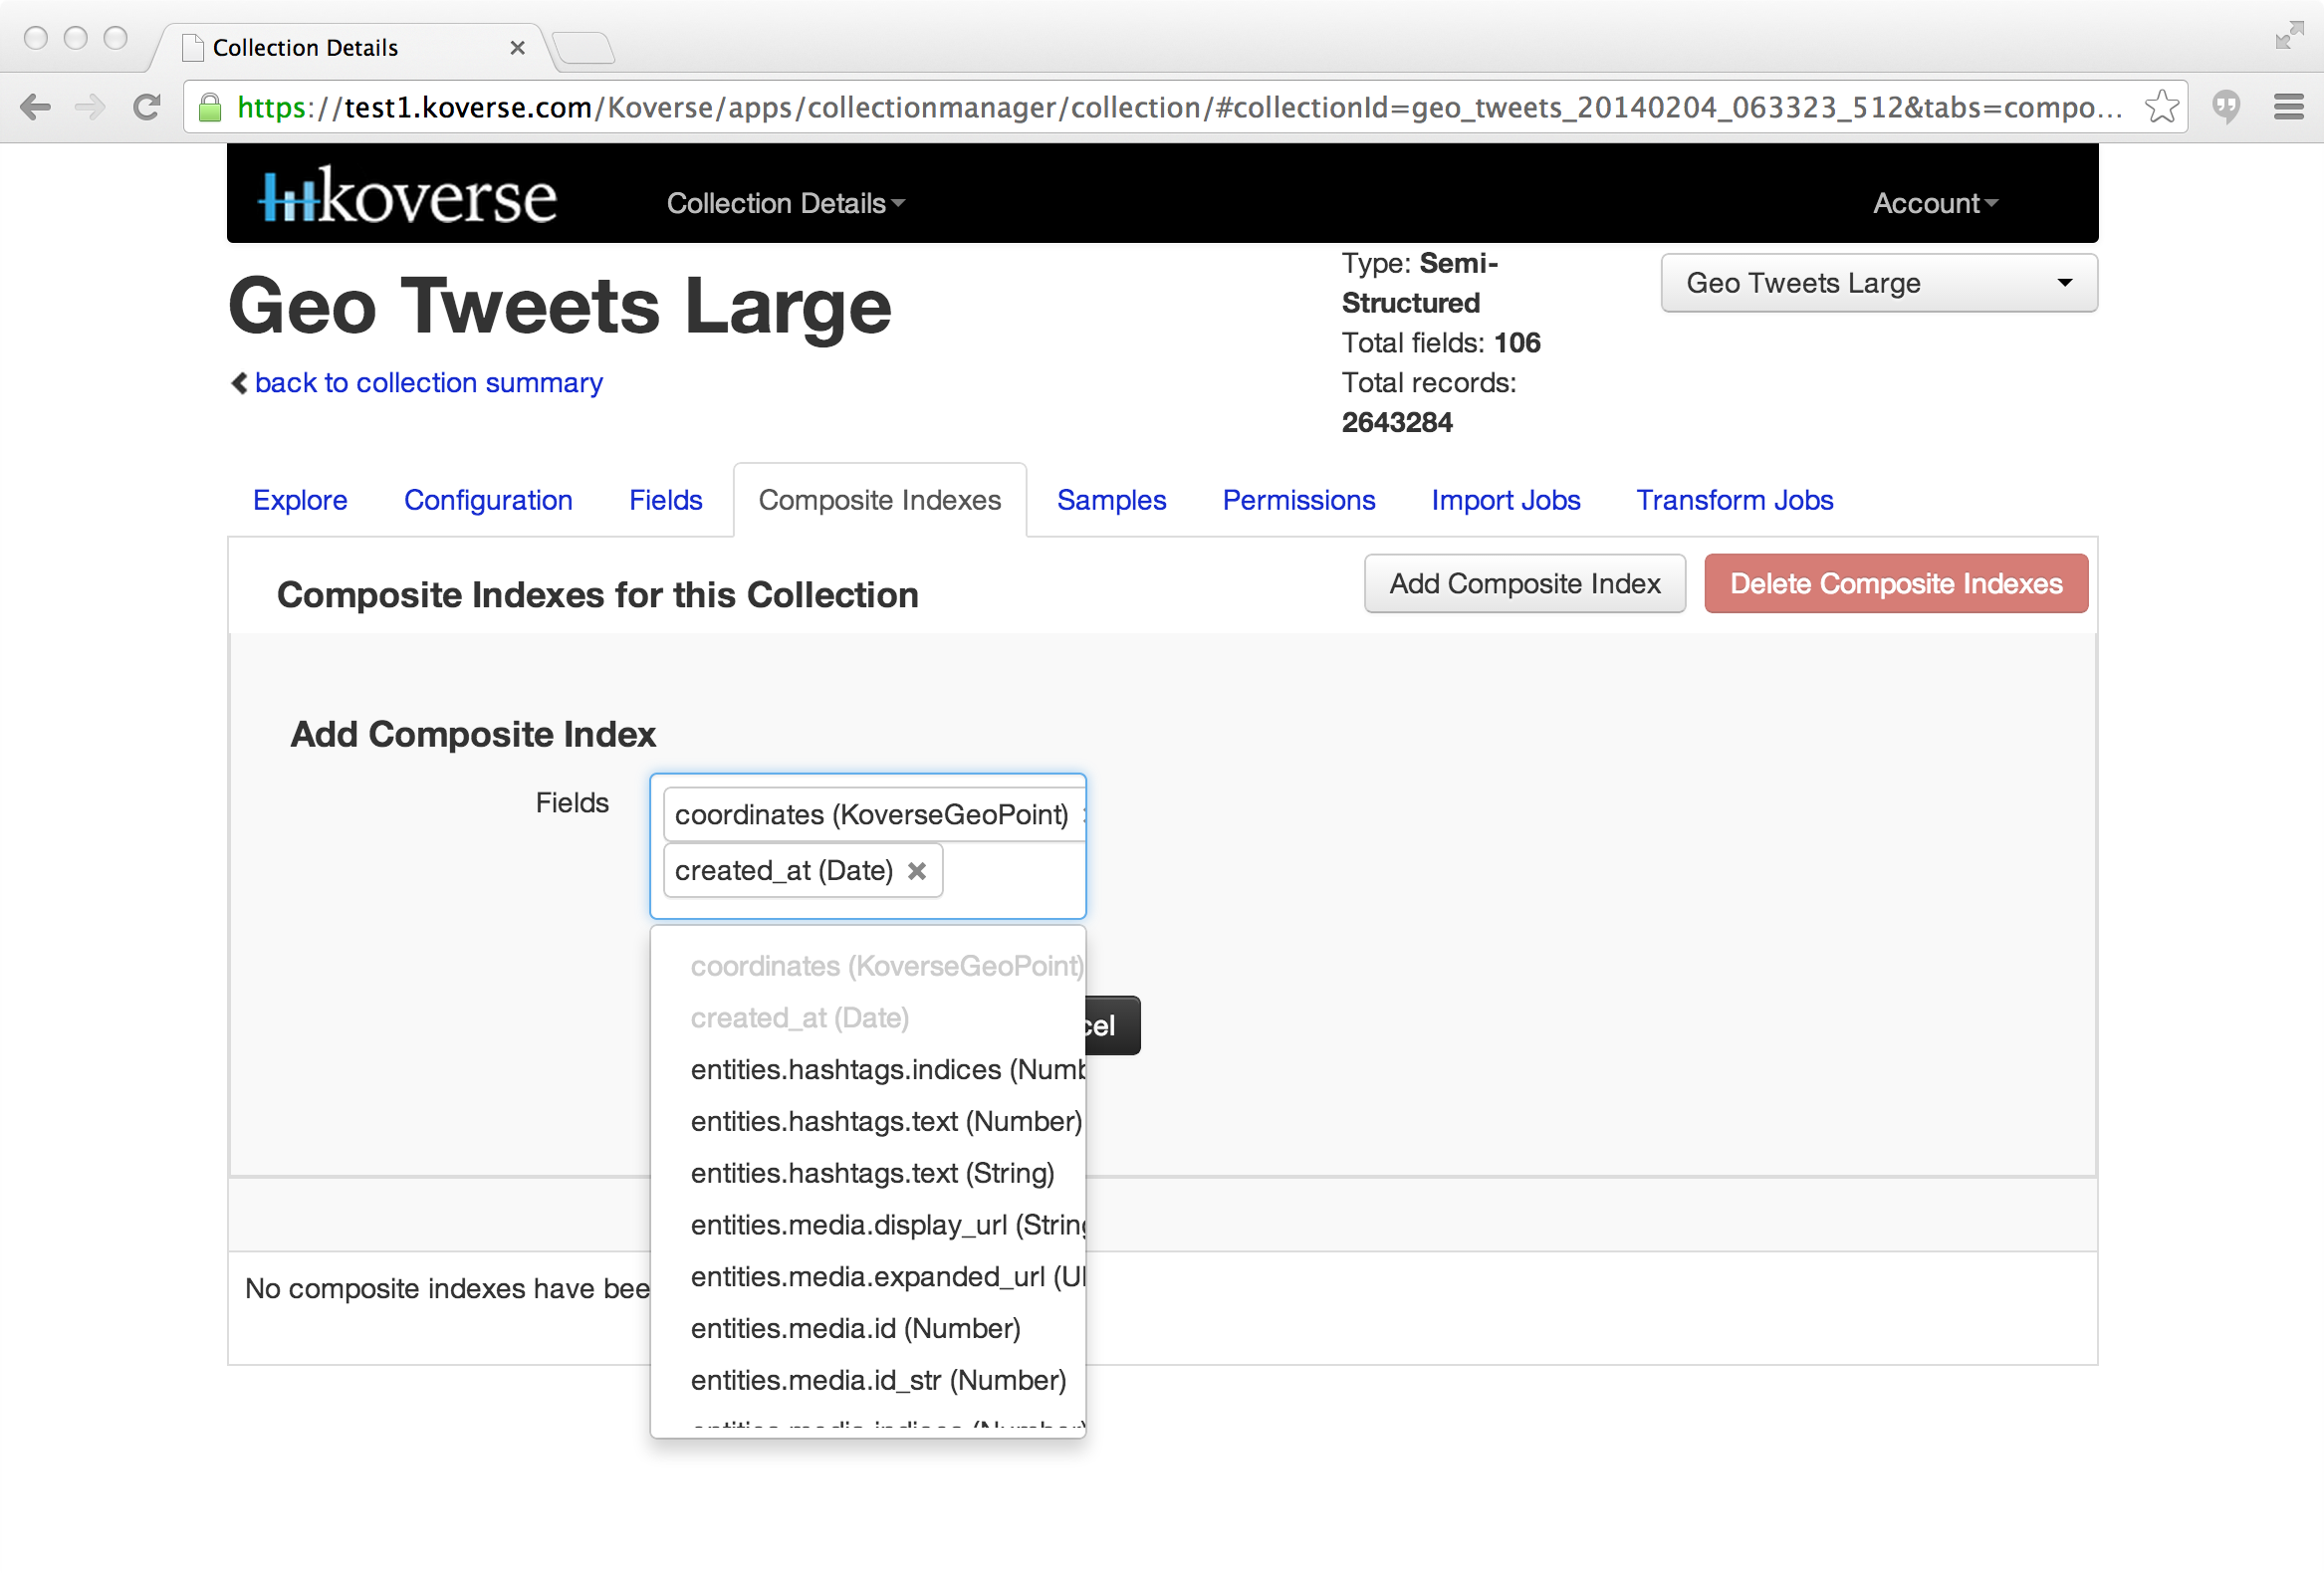 Collection Details
https://test1.koverse.com/Koverse/apps/collectionmanager/collection/#collectionId=geo_tweets_20140204_063323_512&tabs=compo...
koverse
Collection Details
Account
Geo Tweets Large
back to collection summary
Type: Semi-
Structured
Total fields: 106
Total records:
2643284
Geo Tweets Large
Explore Configuration Fields Composite Indexes Samples Permissions Import Jobs Transform Jobs
Composite Indexes for this Collection
Add Composite Index
Delete Composite Indexes
Add Composite Index
Fields
coordinates (KoverseGeoPoint)
created_at (Date)
coordinates (KoverseGeoPoint)
created_at (Date)
cel
entities.hashtags.indices (Numb
entities.hashtags.text (Number)
entities.hashtags.text (String)
entities.media.display_url (String
entities.media.expanded_url (U
entities.media.id (Number)
entities.media.id_str (Number)
entities.media.indices (Number)
No composite indexes have bee